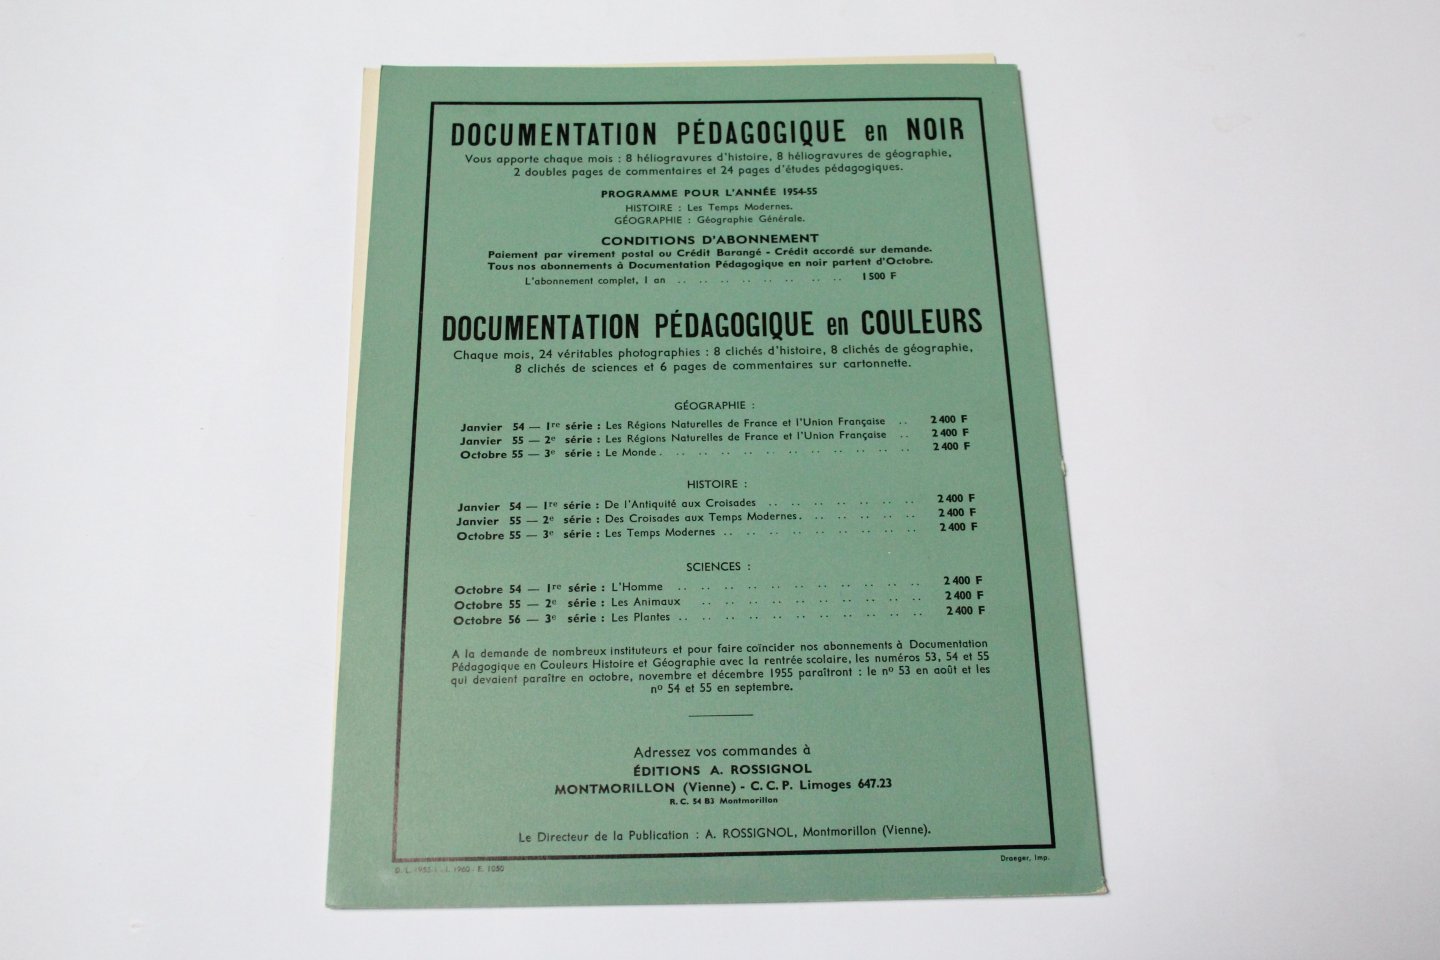 DOCUMENTATION PÉDAGOGIQUE en NOIR
Vous apporte chaque mois : 8 héliogravures d'histoire, 8 héliogravures de géographie,
2 doubles pages de commentaires et 24 pages d'études pédagogiques.
PROGRAMME POUR L'ANNÉE 1954-55
HISTOIRE : Les Temps Modernes.
GÉOGRAPHIE : Géographie Générale.
CONDITIONS D'ABONNEMENT
Paiement par virement postal ou Crédit Barangé - Crédit accordé sur demande.
Tous nos abonnements à Documentation Pédagogique en noir partent d'Octobre.
L'abonnement complet, 1 an .. .. .. .. .. .. .. .. 1 500 F
DOCUMENTATION PÉDAGOGIQUE en COULEURS
Chaque mois, 24 véritables photographies : 8 clichés d'histoire, 8 clichés de géographie,
8 clichés de sciences et 6 pages de commentaires sur cartonnette.
GÉOGRAPHIE :
Janvier 54 — 1re série : Les Régions Naturelles de France et l'Union Française .. 2 400 F
Janvier 55 — 2e série : Les Régions Naturelles de France et l'Union Française .. 2 400 F
Octobre 55 — 3e série : Le Monde. .. .. .. .. .. .. .. .. .. .. .. 2 400 F
HISTOIRE :
Janvier 54 — 1re série : De l'Antiquité aux Croisades .. .. .. .. .. .. .. 2 400 F
Janvier 55 — 2e série : Des Croisades aux Temps Modernes. .. .. .. .. .. 2 400 F
Octobre 55 — 3e série : Les Temps Modernes .. .. .. .. .. .. .. .. .. 2 400 F
SCIENCES :
Octobre 54 — 1re série : L'Homme .. .. .. .. .. .. .. .. .. .. .. 2 400 F
Octobre 55 — 2e série : Les Animaux .. .. .. .. .. .. .. .. .. .. 2 400 F
Octobre 56 — 3e série : Les Plantes .. .. .. .. .. .. .. .. .. .. .. 2 400 F
A la demande de nombreux instituteurs et pour faire coïncider nos abonnements à Documentation
Pédagogique en Couleurs Histoire et Géographie avec la rentrée scolaire, les numéros 53, 54 et 55
qui devaient paraître en octobre, novembre et décembre 1955 paraîtront : le no 53 en août et les
no 54 et 55 en septembre.
Adressez vos commandes à
ÉDITIONS A. ROSSIGNOL
MONTMORILLON (Vienne) - C. C. P. Limoges 647.23
R. C. 54 B3 Montmorillon
Le Directeur de la Publication : A. ROSSIGNOL, Montmorillon (Vienne).
Draeger, Imp.
D. L. 1960 - E. 1050